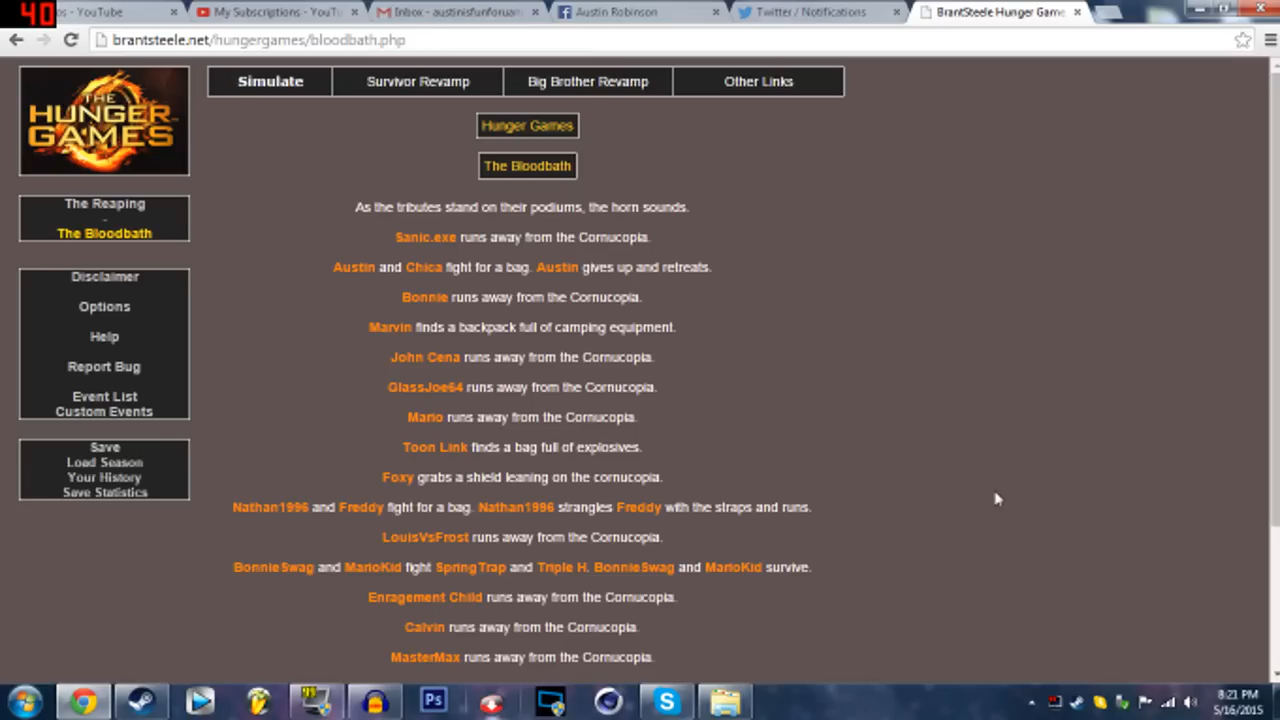 40
os - YouTube
My Subscriptions - YouTu
Inbox - austinisfunforuan
Austin Robinson
Twitter / Notifications
BrantSteele Hunger Game
brantsteele.net/hungergames/bloodbath.php
THE
HUNGER
GAMES
Simulate
Survivor Revamp
Big Brother Revamp
Other Links
Hunger Games
The Bloodbath
The Reaping
-
The Bloodbath
Disclaimer
Options
Help
Report Bug
Event List
Custom Events
Save
Load Season
Your History
Save Statistics
As the tributes stand on their podiums, the horn sounds.
Sanic.exe runs away from the Cornucopia.
Austin and Chica fight for a bag. Austin gives up and retreats.
Bonnie runs away from the Cornucopia.
Marvin finds a backpack full of camping equipment.
John Cena runs away from the Cornucopia.
GlassJoe64 runs away from the Cornucopia.
Mario runs away from the Cornucopia.
Toon Link finds a bag full of explosives.
Foxy grabs a shield leaning on the cornucopia.
Nathan1996 and Freddy fight for a bag. Nathan1996 strangles Freddy with the straps and runs.
LouisVsFrost runs away from the Cornucopia.
BonnieSwag and MarioKid fight SpringTrap and Triple H. BonnieSwag and MarioKid survive.
Enragement Child runs away from the Cornucopia.
Calvin runs away from the Cornucopia.
MasterMax runs away from the Cornucopia.
Ps
8:21 PM
5/16/2015